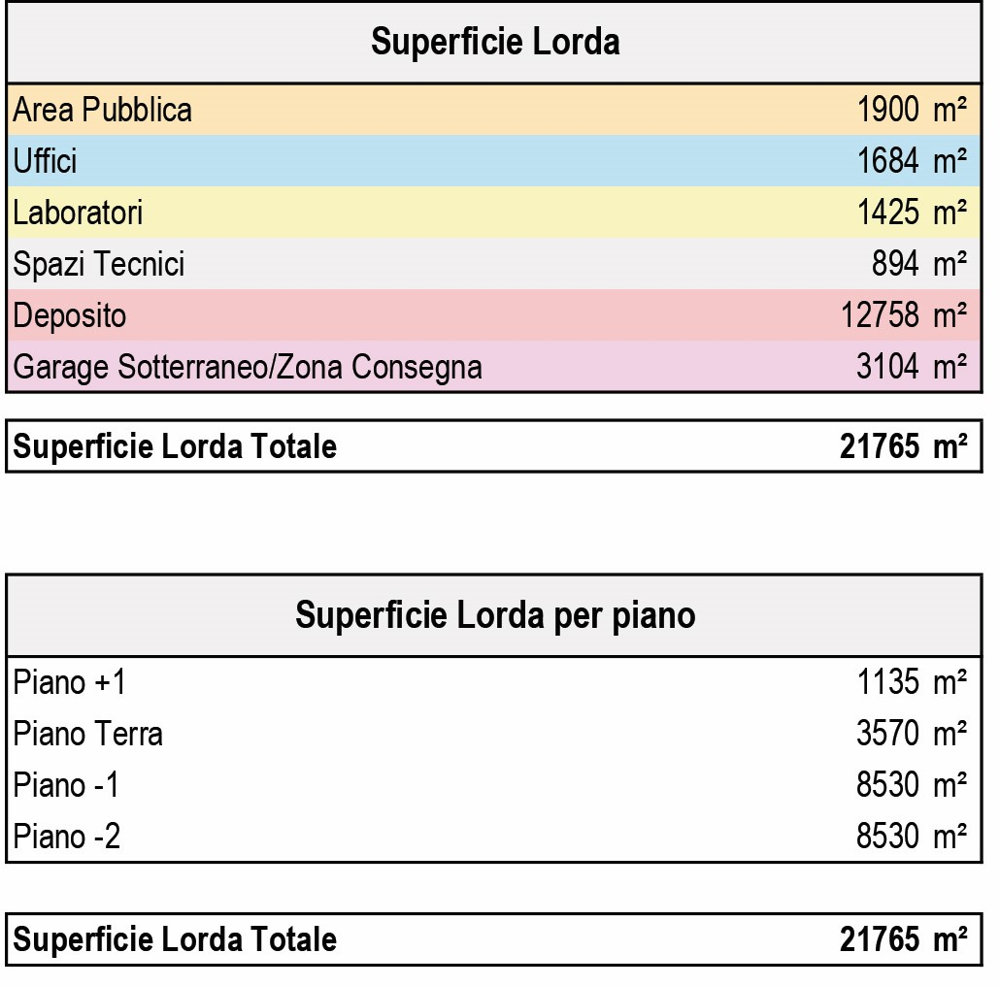 Superficie Lorda
Area Pubblica 1900 m²
Uffici 1684 m²
Laboratori 1425 m²
Spazi Tecnici 894 m²
Deposito 12758 m²
Garage Sotterraneo/Zona Consegna 3104 m²
Superficie Lorda Totale 21765 m²
Superficie Lorda per piano
Piano +1 1135 m²
Piano Terra 3570 m²
Piano -1 8530 m²
Piano -2 8530 m²
Superficie Lorda Totale 21765 m²